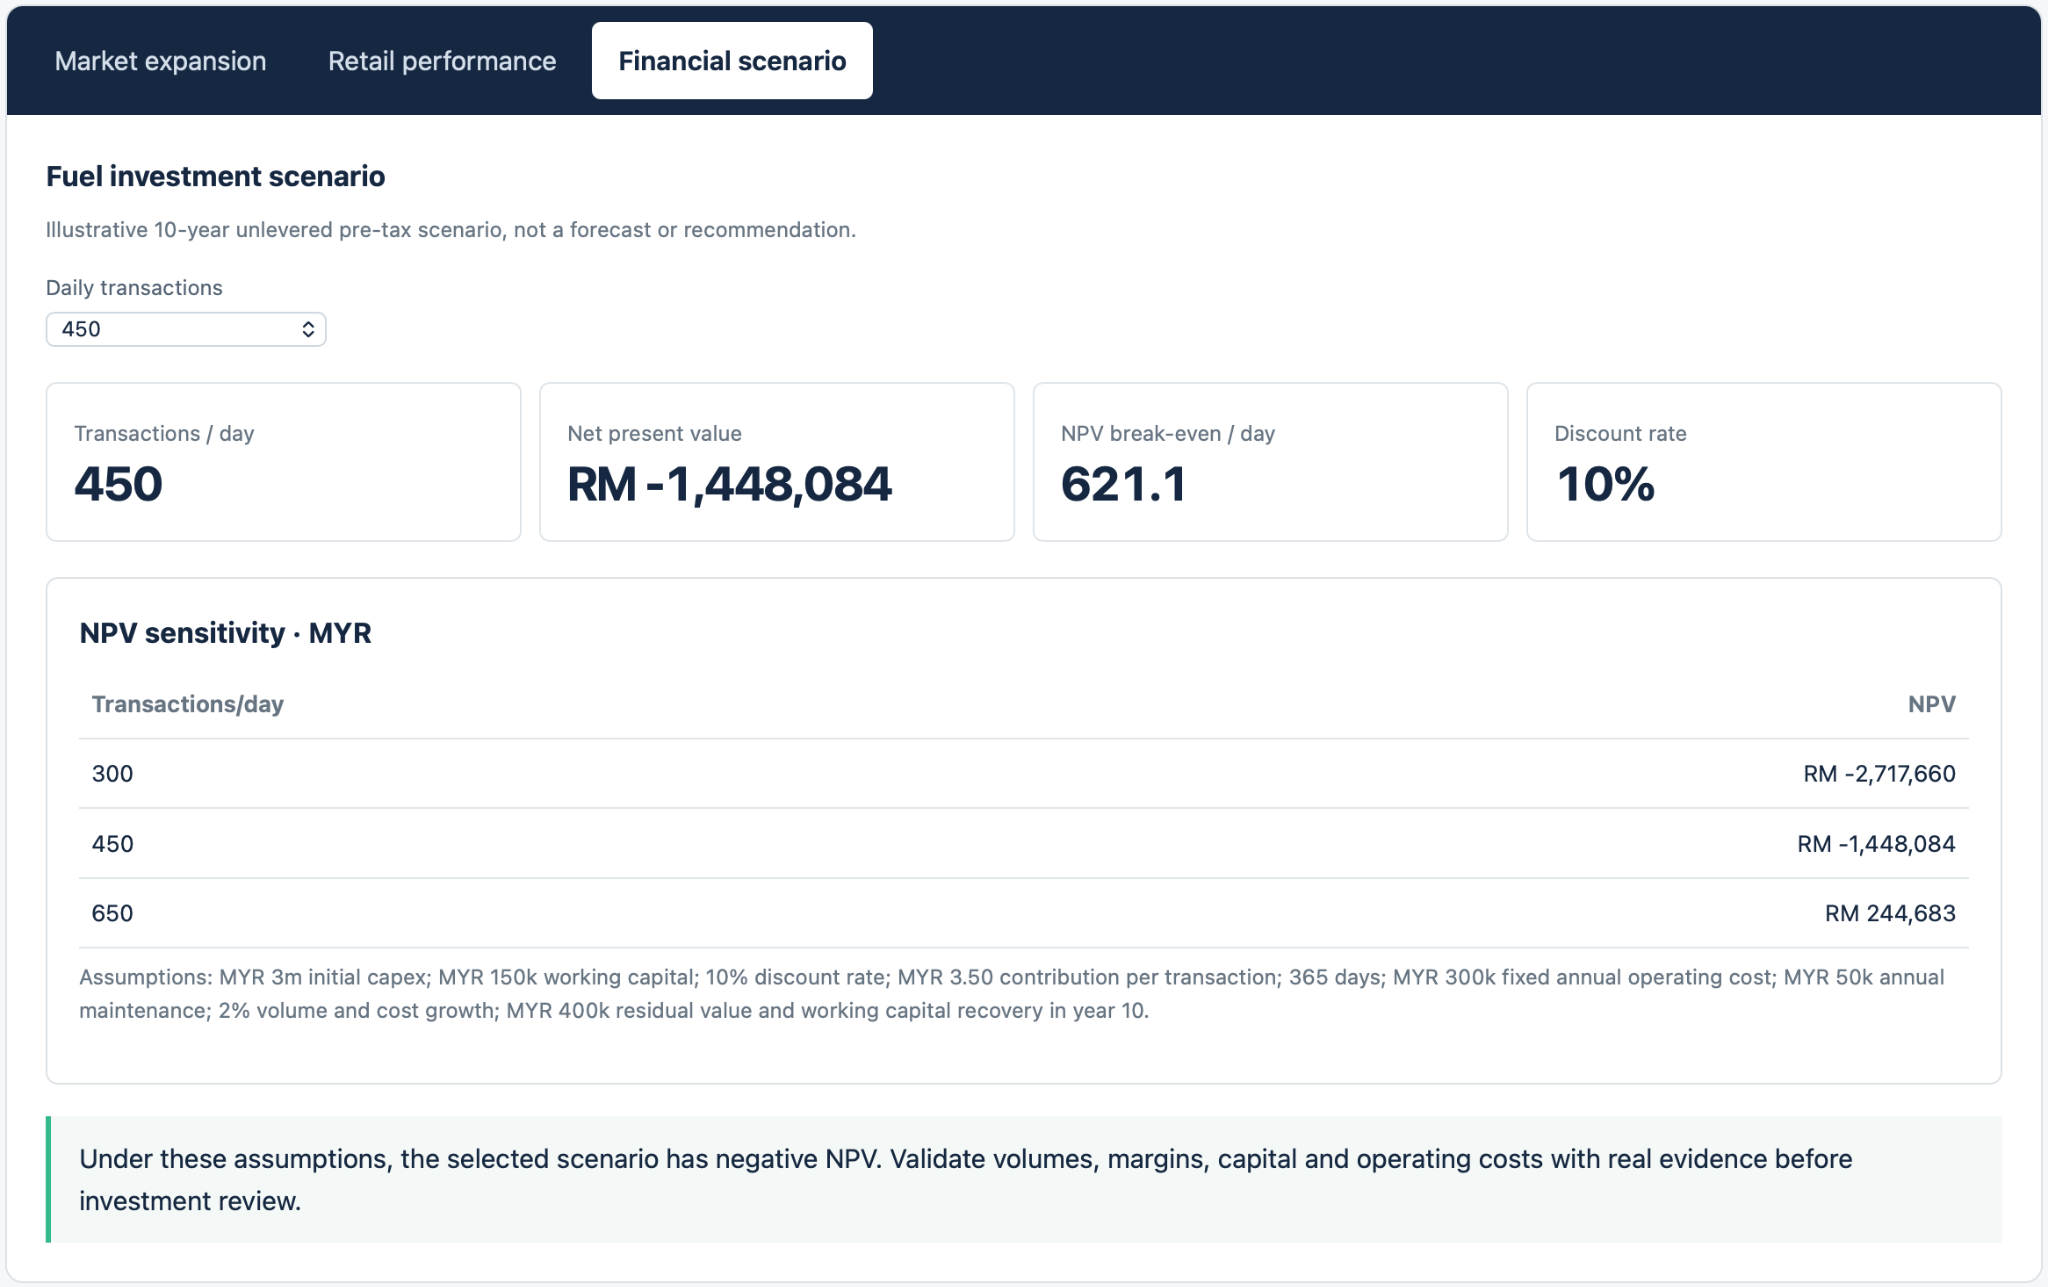 Market expansion
Retail performance
Financial scenario
Fuel investment scenario
Illustrative 10-year unlevered pre-tax scenario, not a forecast or recommendation.
Daily transactions
450
Transactions / day
450
Net present value
RM -1,448,084
NPV break-even / day
621.1
Discount rate
10%
NPV sensitivity · MYR
Transactions/day NPV
300 RM -2,717,660
450 RM -1,448,084
650 RM 244,683
Assumptions: MYR 3m initial capex; MYR 150k working capital; 10% discount rate; MYR 3.50 contribution per transaction; 365 days; MYR 300k fixed annual operating cost; MYR 50k annual
maintenance; 2% volume and cost growth; MYR 400k residual value and working capital recovery in year 10.
Under these assumptions, the selected scenario has negative NPV. Validate volumes, margins, capital and operating costs with real evidence before
investment review.